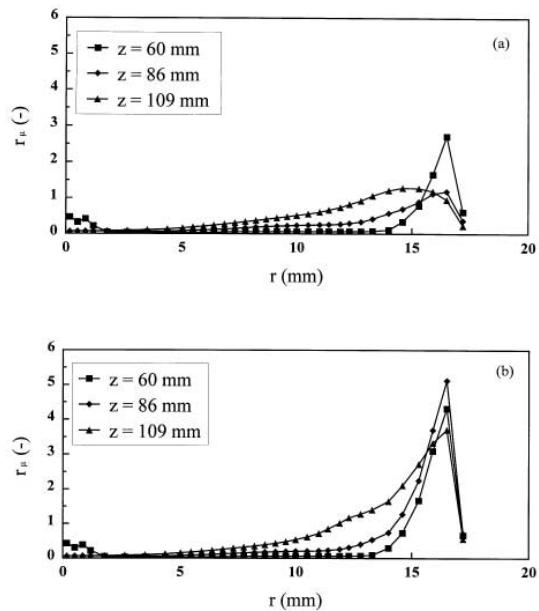 6
(a)
z = 60 mm
5
z = 86 mm
4
z = 109 mm
3
r μ (-)
2
1
0
0 5 10 15 20
r (mm)
6
(b)
z = 60 mm
5
z = 86 mm
4
z = 109 mm
3
r μ (-)
2
1
0
0 5 10 15 20
r (mm)